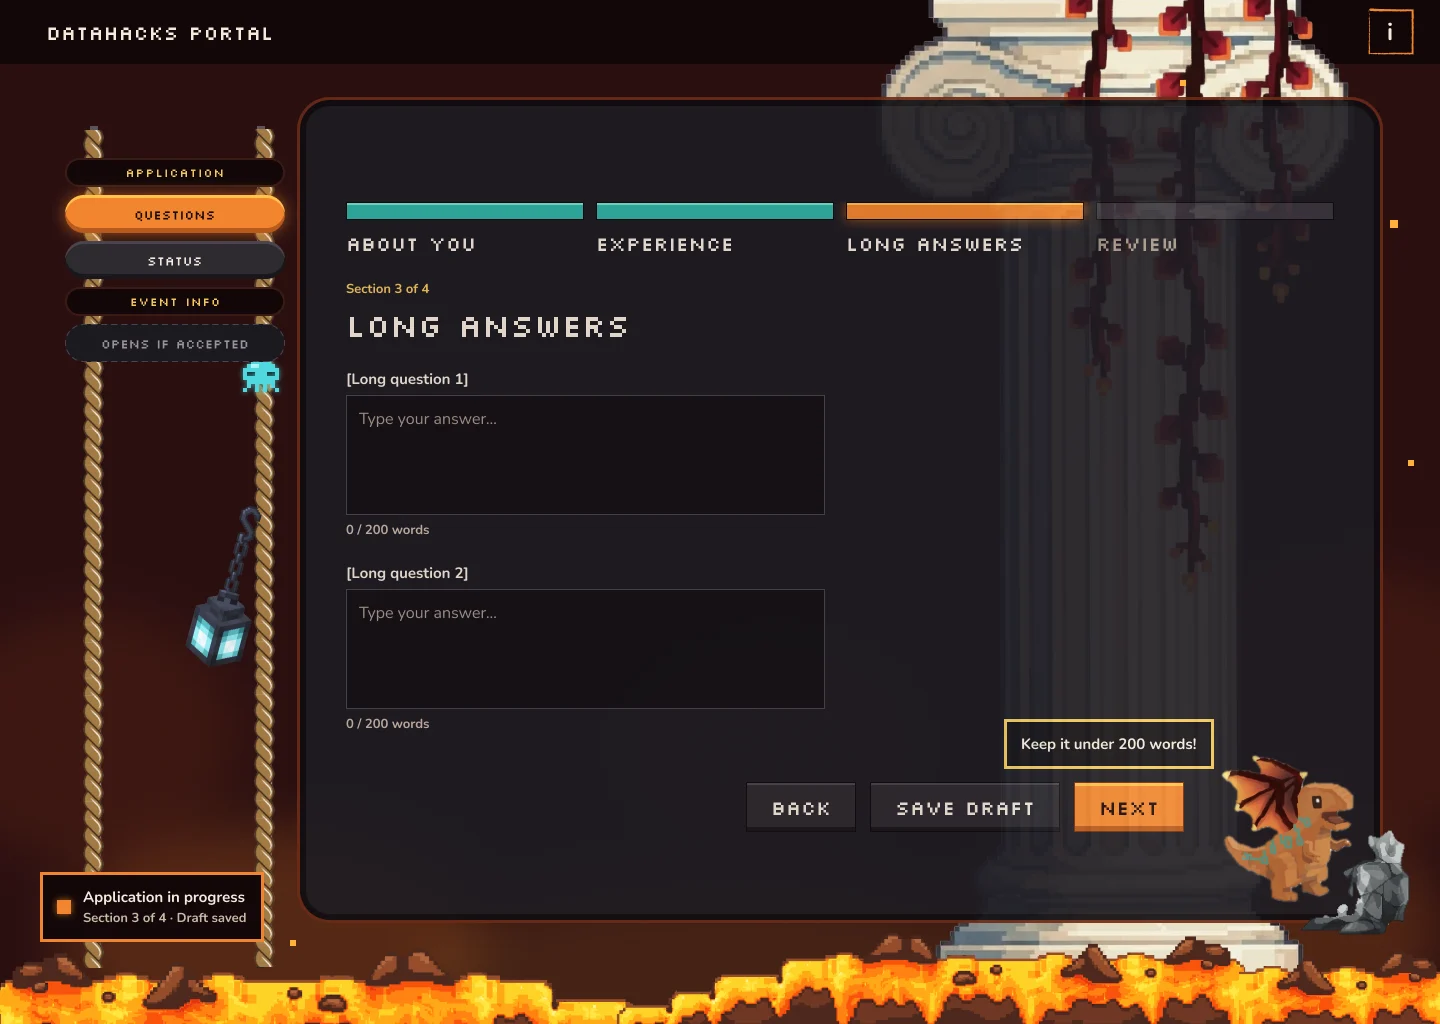 DATAHACKS PORTAL
i
APPLICATION
QUESTIONS
STATUS
EVENT INFO
OPENS IF ACCEPTED
ABOUT YOU
EXPERIENCE
LONG ANSWERS
REVIEW
Section 3 of 4
LONG ANSWERS
[Long question 1]
Type your answer...
0 / 200 words
[Long question 2]
Type your answer...
0 / 200 words
Keep it under 200 words!
BACK
SAVE DRAFT
NEXT
Application in progress
Section 3 of 4 · Draft saved